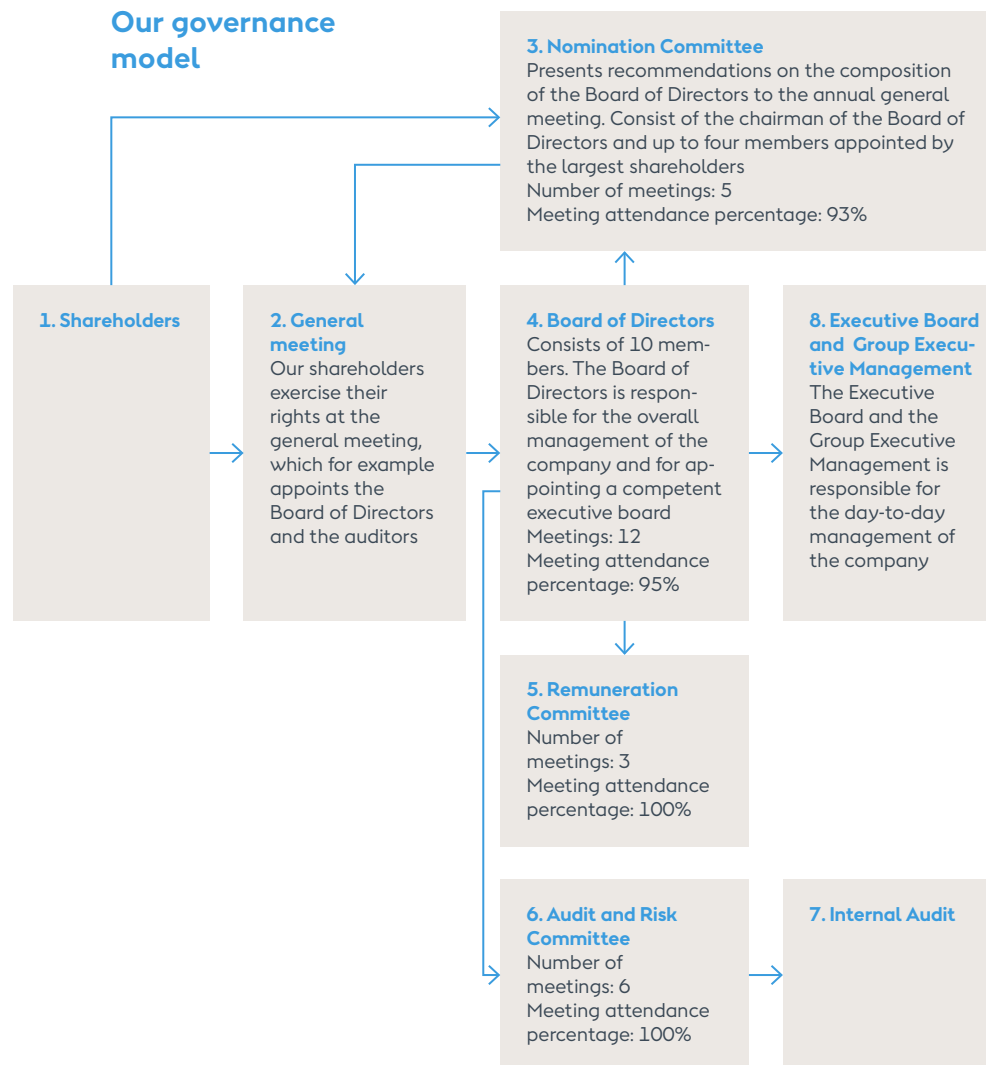 Our governance
model
3. Nomination Committee
Presents recommendations on the composition
of the Board of Directors to the annual general
meeting. Consist of the chairman of the Board of
Directors and up to four members appointed by
the largest shareholders
Number of meetings: 5
Meeting attendance percentage: 93%
1. Shareholders
2. General
meeting
Our shareholders
exercise their
rights at the
general meeting,
which for example
appoints the
Board of Directors
and the auditors
4. Board of Directors
Consists of 10 mem-
bers. The Board of
Directors is respon-
sible for the overall
management of the
company and for ap-
pointing a competent
executive board
Meetings: 12
Meeting attendance
percentage: 95%
8. Executive Board
and Group Execu-
tive Management
The Executive
Board and the
Group Executive
Management is
responsible for
the day-to-day
management of
the company
5. Remuneration
Committee
Number of
meetings: 3
Meeting attendance
percentage: 100%
6. Audit and Risk
Committee
Number of
meetings: 6
Meeting attendance
percentage: 100%
7. Internal Audit